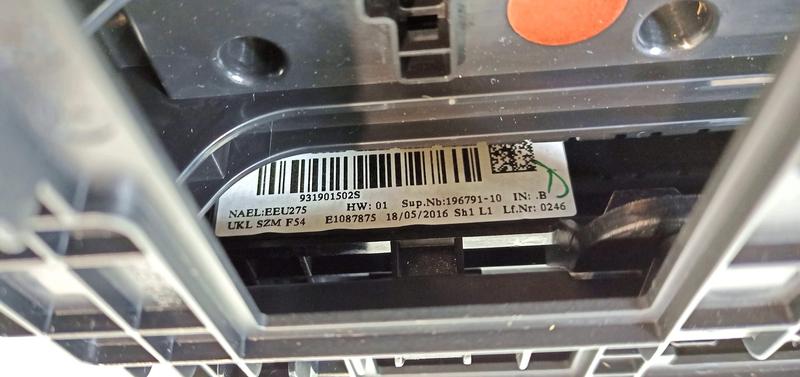 931901502S
NAEL:EEU275 HW: 01 Sup.Nb:196791-10 IN: .B
UKL SZM F54 E1087875 18/05/2016 Sh1 L1 Lf.Nr: 0246